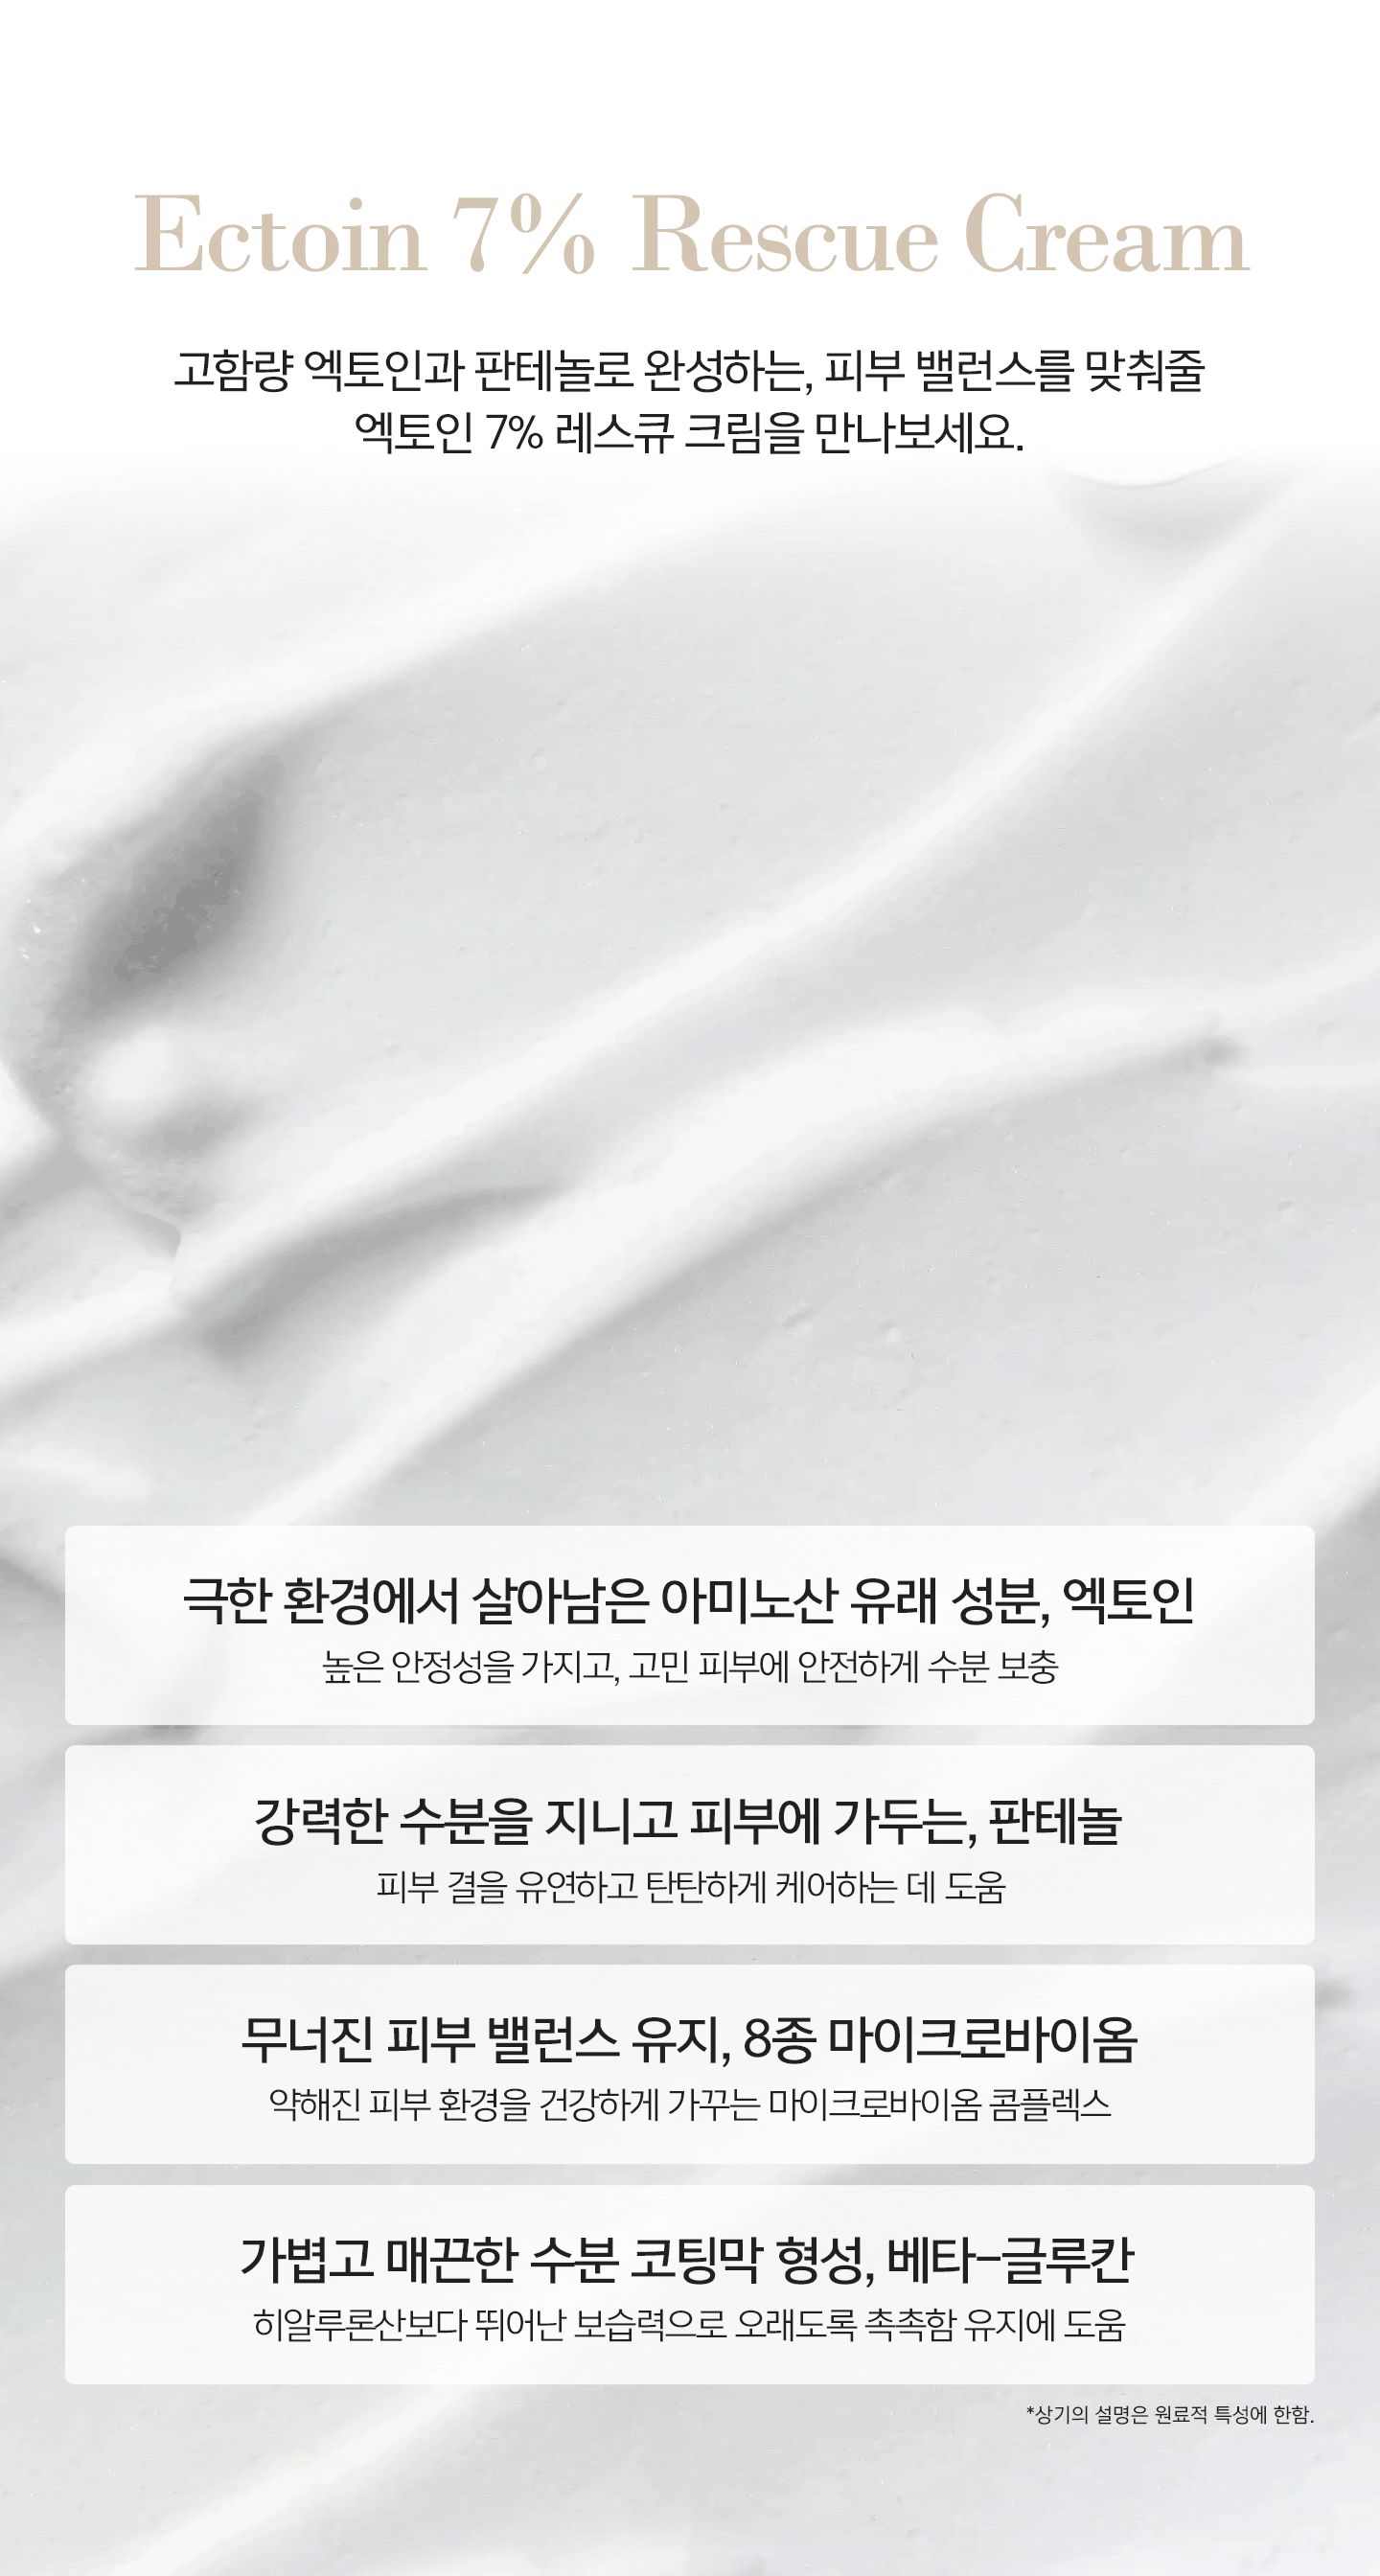 Ectoin 7% Rescue Cream
고함량 엑토인과 판테놀로 완성하는, 피부 밸런스를 맞춰줄
엑토인 7% 레스큐 크림을 만나보세요.
극한 환경에서 살아남은 아미노산 유래 성분, 엑토인
높은 안정성을 가지고, 고민 피부에 안전하게 수분 보충
강력한 수분을 지니고 피부에 가두는, 판테놀
피부 결을 유연하고 탄탄하게 케어하는 데 도움
무너진 피부 밸런스 유지, 8종 마이크로바이옴
약해진 피부 환경을 건강하게 가꾸는 마이크로바이옴 콤플렉스
가볍고 매끈한 수분 코팅막 형성, 베타-글루칸
히알루론산보다 뛰어난 보습력으로 오래도록 촉촉함 유지에 도움
*상기의 설명은 원료적 특성에 한함.